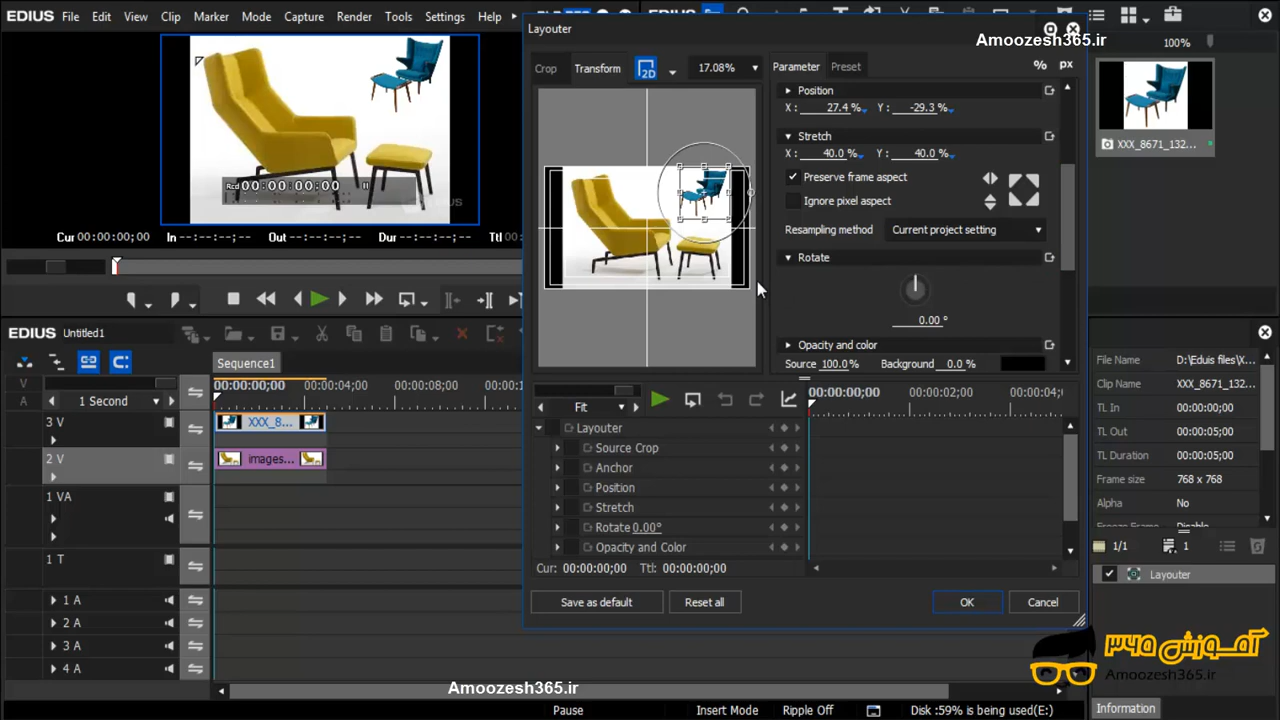 EDIUS File Edit View Clip Marker Mode Capture Render Tools Settings Help
Layouter
Amoozesh365.ir
100%
Crop Transform 2D 17.08% Parameter Preset % px
Position
X : 27.4 % Y : -29.3 %
Stretch
X : 40.0 % Y : 40.0 %
Preserve frame aspect
Ignore pixel aspect
Resampling method Current project setting
Rotate
0.00 °
Opacity and color
Source 100.0 % Background 0.0 %
XXX_8671_132...
Rcd 00:00:00:00 II
Cur 00:00:00;00 In --:--:--;-- Out --:--:--;-- Dur --:--:--;-- Ttl
EDIUS Untitled1
Sequence1
V
A
1 Second
00:00:00;00 00:00:04;00 00:00:08;00
3 V
XXX_8...
2 V
images...
1 VA
1 T
1 A
2 A
3 A
4 A
Fit
00:00:00;00 00:00:02;00 00:00:04;
Layouter
Source Crop
Anchor
Position
Stretch
Rotate 0.00°
Opacity and Color
Cur: 00:00:00;00 Ttl: 00:00:00;00
Save as default Reset all OK Cancel
File Name D:\Eduis files\X...
Clip Name XXX_8671_132...
TL In 00:00:00;00
TL Out 00:00:05;00
TL Duration 00:00:05;00
Frame size 768 x 768
Alpha No
1/1 1
Layouter
آموزش ۳۶۵
Amoozesh365.ir
Amoozesh365.ir
Information
Pause Insert Mode Ripple Off Disk :59% is being used(E:)